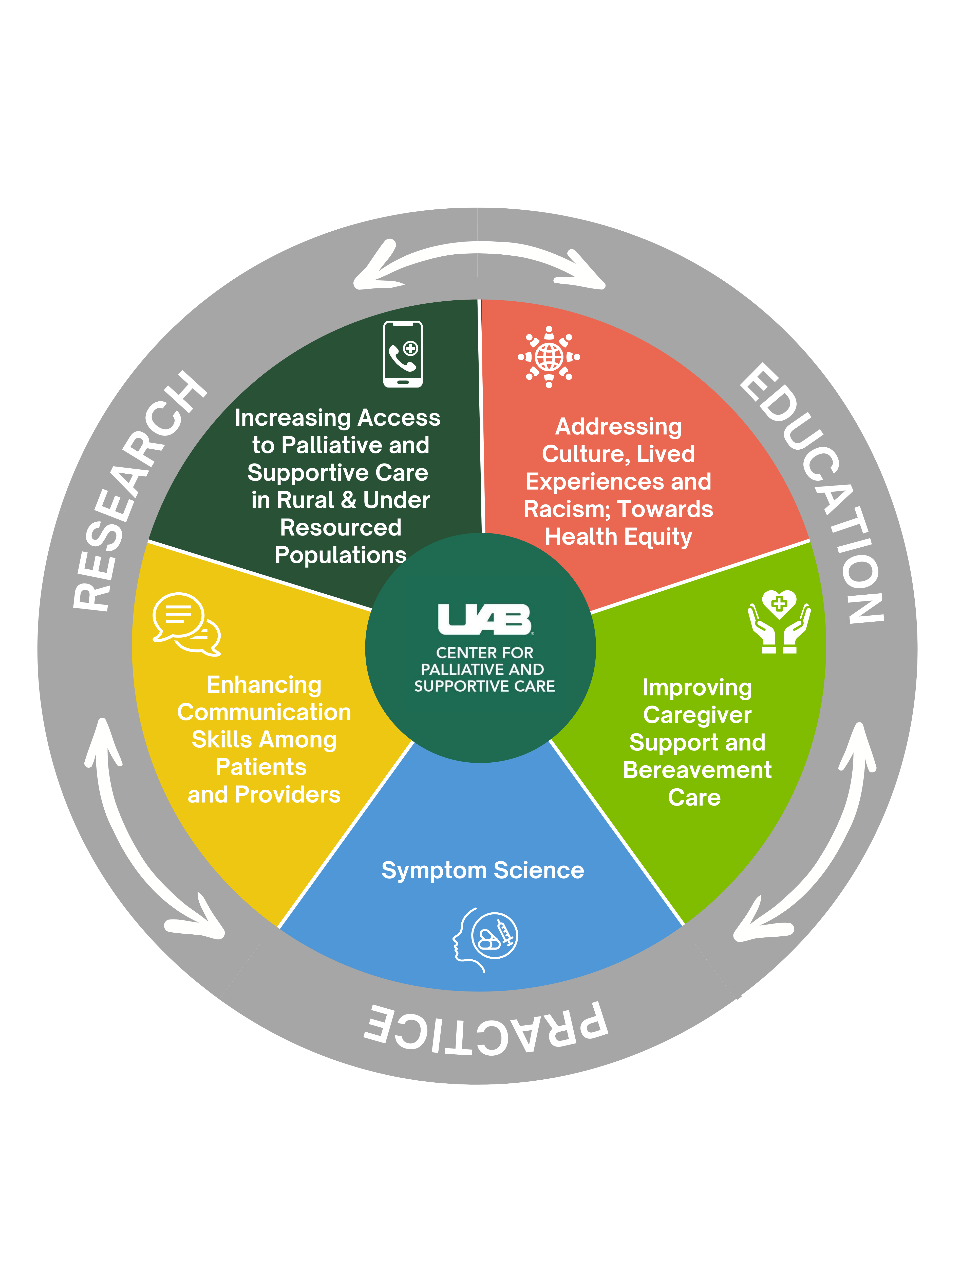 RESEARCH
EDUCATION
Increasing Access
to Palliative and
Supportive Care
in Rural & Under
Resourced
Populations
Addressing
Culture, Lived
Experiences and
Racism; Towards
Health Equity
UAB
CENTER FOR
PALLIATIVE AND
SUPPORTIVE CARE
Enhancing
Communication
Skills Among
Patients
and Providers
Improving
Caregiver
Support and
Bereavement
Care
Symptom Science
PRACTICE